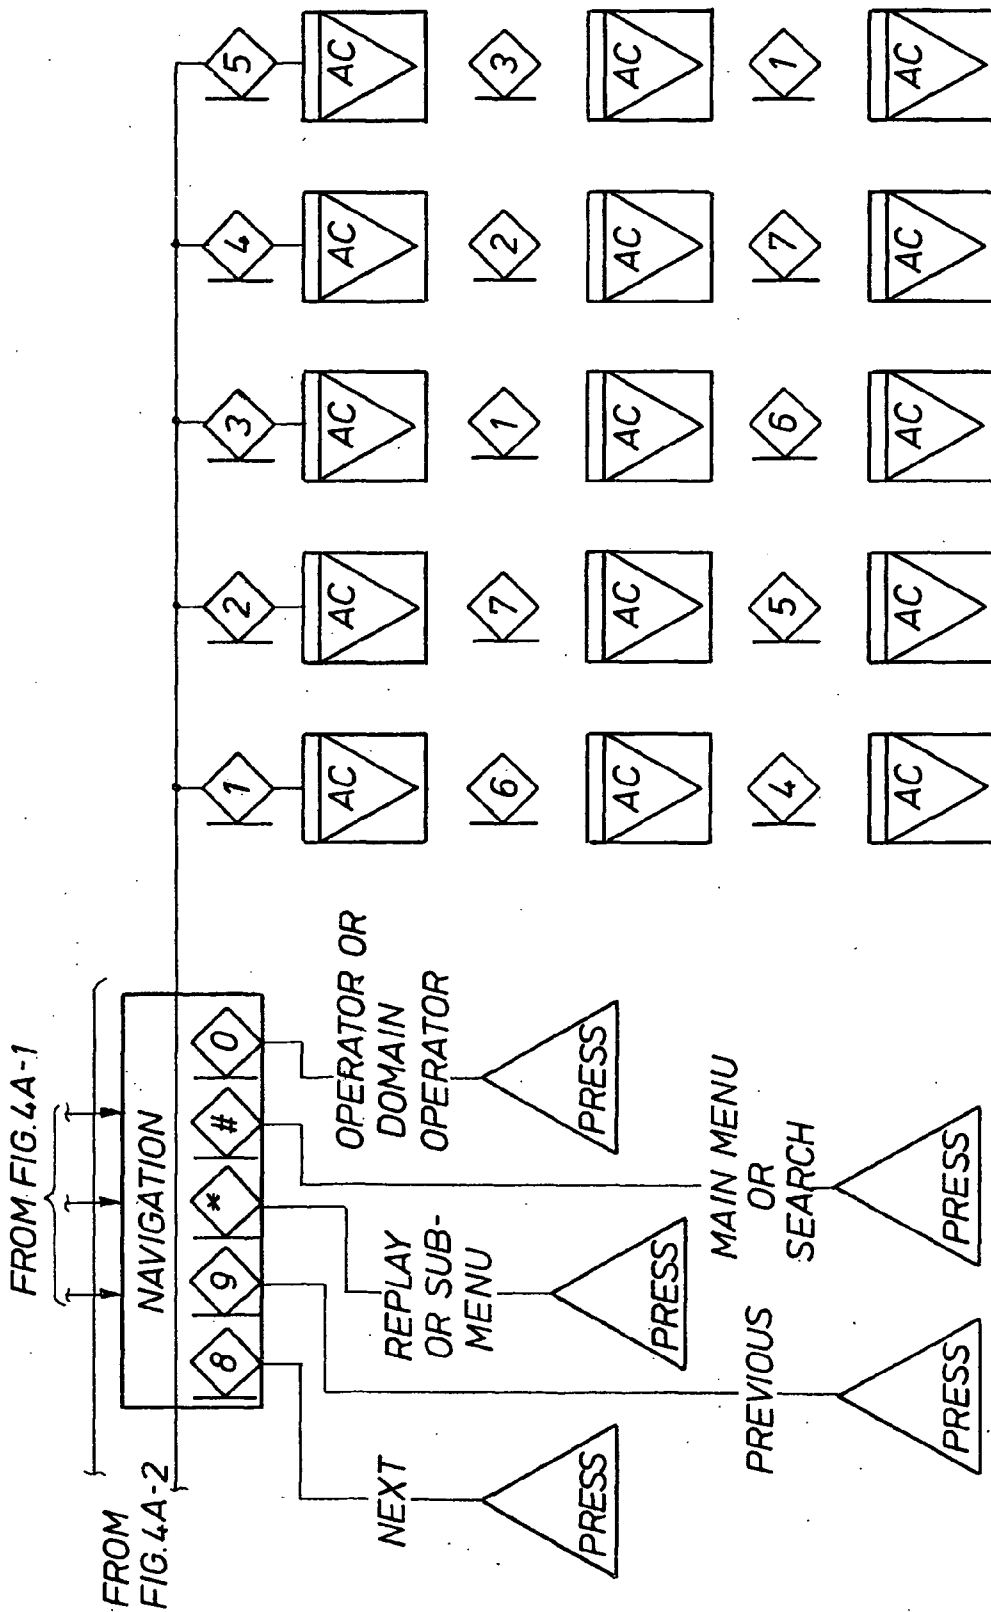 FROM FIG.4A-1
FROM
FIG.4A-2
NAVIGATION
8 9 * # 0
1 2 3 4 5
AC AC AC AC AC
NEXT
PRESS
REPLAY
OR SUB-
MENU
PRESS
OPERATOR OR
DOMAIN
OPERATOR
PRESS
6 7 1 2 3
AC AC AC AC AC
PREVIOUS
PRESS
MAIN MENU
OR
SEARCH
PRESS
4 5 6 7 1
AC AC AC AC AC